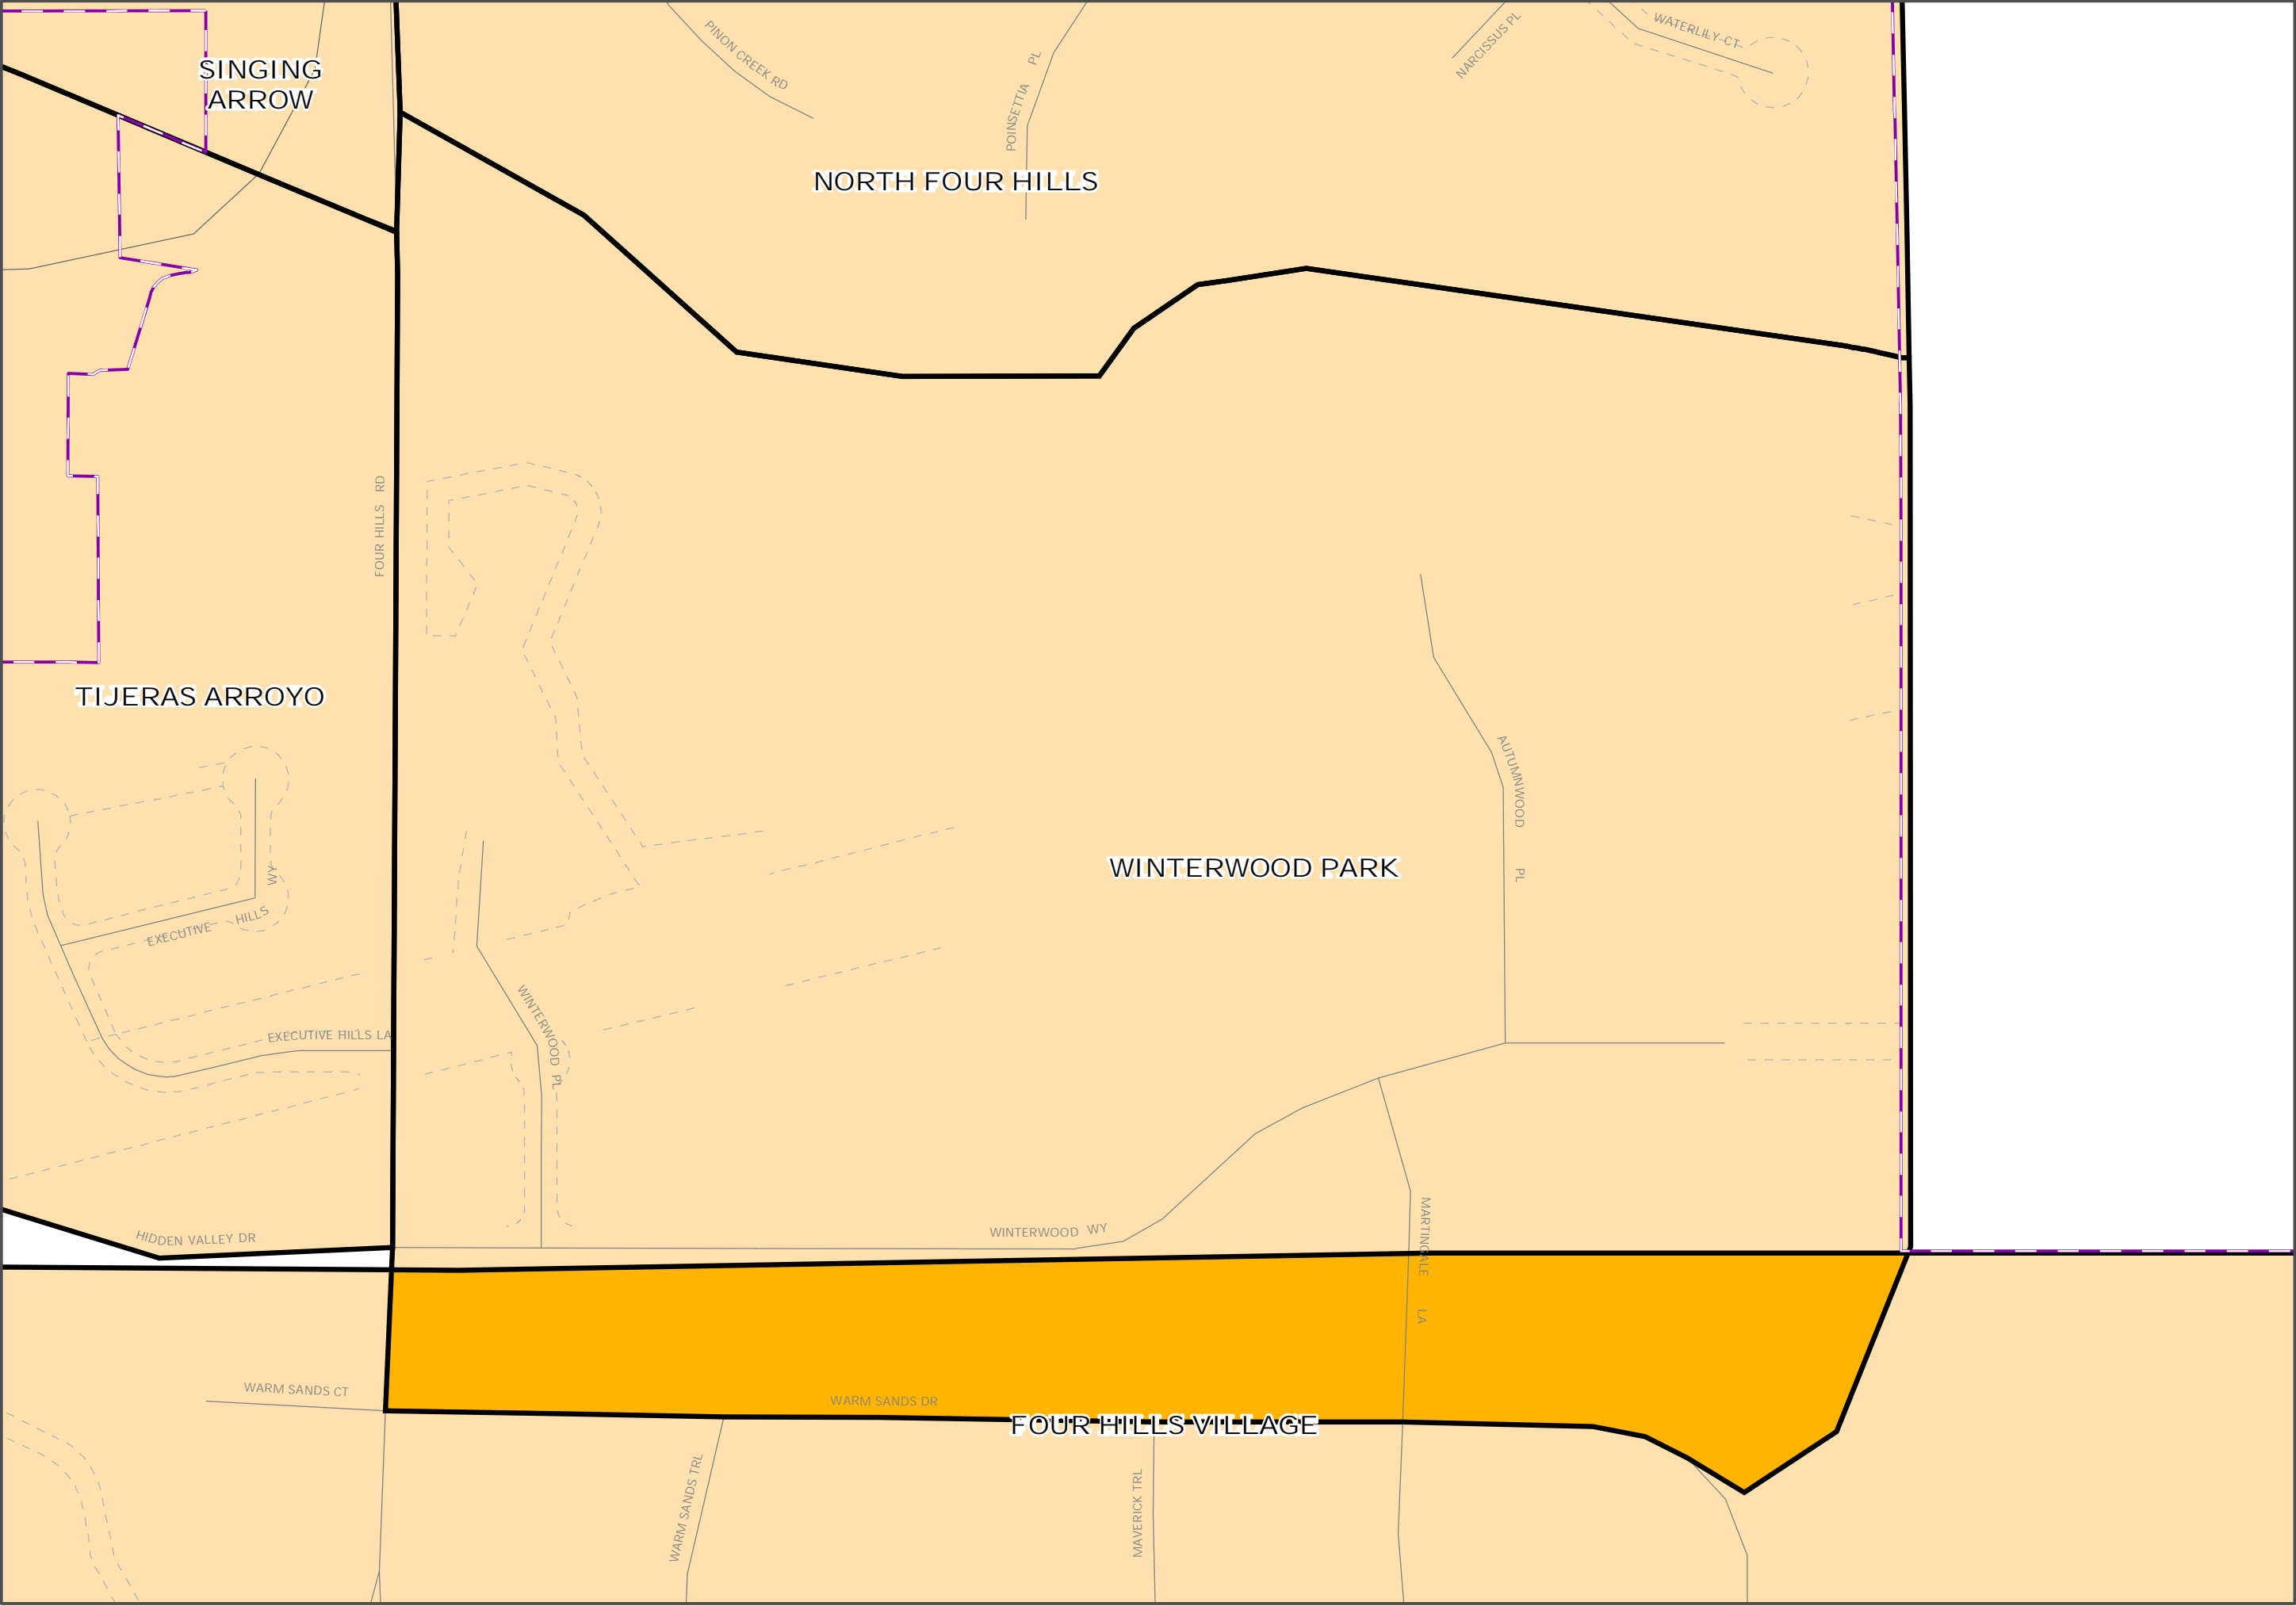 PINON CREEK RD
POINSETTIA PL
NARCISSUS PL
WATERLILY CT
SINGING
ARROW
NORTH FOUR HILLS
FOUR HILLS RD
TIJERAS ARROYO
AUTUMNWOOD PL
WINTERWOOD PARK
EXECUTIVE HILLS WY
WINTERWOOD PL
EXECUTIVE HILLS LA
HIDDEN VALLEY DR
WINTERWOOD WY
MARTINGALE LA
WARM SANDS CT
WARM SANDS DR
FOUR HILLS VILLAGE
WARM SANDS TRL
MAVERICK TRL